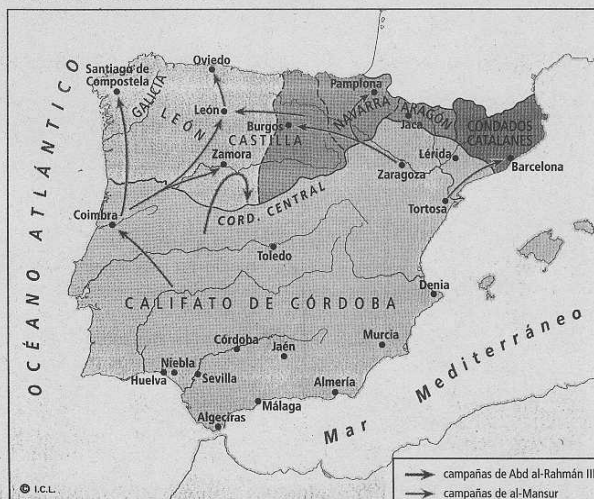 OCÉANO ATLÁNTICO
Oviedo
Santiago de
Compostela
GALICIA
LEÓN
León
Burgos
CASTILLA
Zamora
Pamplona
NAVARRA
ARAGÓN
Jaca
CONDADOS
CATALANES
Lérida
Zaragoza
Barcelona
Tortosa
CORD. CENTRAL
Coimbra
Toledo
CALIFATO DE CÓRDOBA
Denia
Córdoba
Jaén
Murcia
Niebla
Huelva
Sevilla
Almería
Málaga
Algeciras
Mar Mediterráneo
© I.C.L.
campañas de Abd al-Rahmán III
campañas de al-Mansur